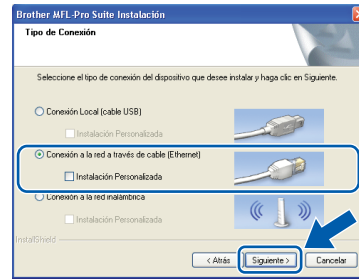 Brother MFL-Pro Suite Instalación
Tipo de Conexión
Seleccione el tipo de conexión del dispositivo que desee instalar y haga clic en Siguiente.
Conexión Local (cable USB)
Instalación Personalizada
Conexión a la red a través de cable (Ethernet)
Instalación Personalizada
Conexión a la red inalámbrica
Instalación Personalizada
InstallShield
< Atrás Siguiente > Cancelar